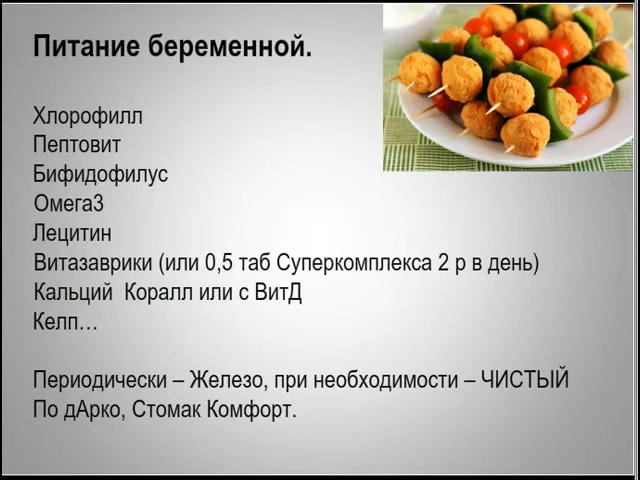 Питание беременной.
Хлорофилл
Пептовит
Бифидофилус
Омега3
Лецитин
Витазаврики (или 0,5 таб Суперкомплекса 2 р в день)
Кальций Коралл или с ВитД
Келп…
Периодически – Железо, при необходимости – ЧИСТЫЙ
По дАрко, Стомак Комфорт.